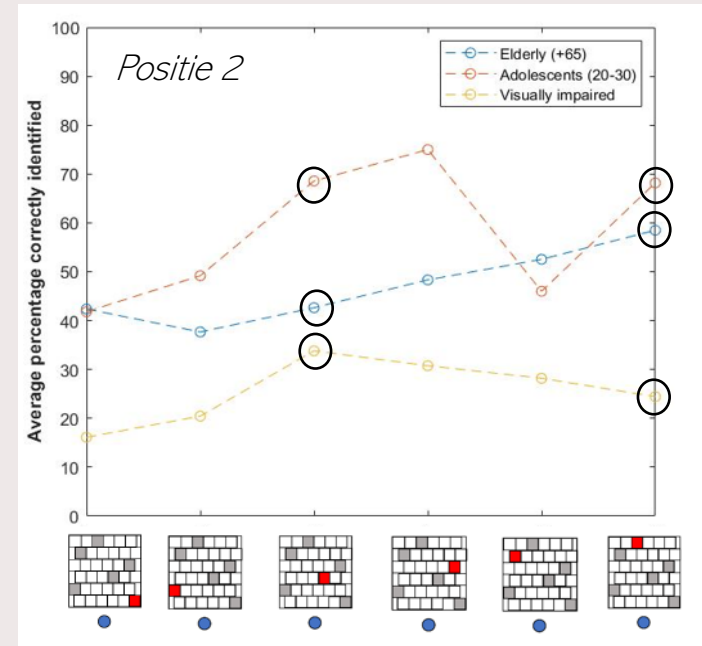 Positie 2
Elderly (+65)
Adolescents (20-30)
Visually impaired
Average percentage correctly identified
100
90
80
70
60
50
40
30
20
10
0